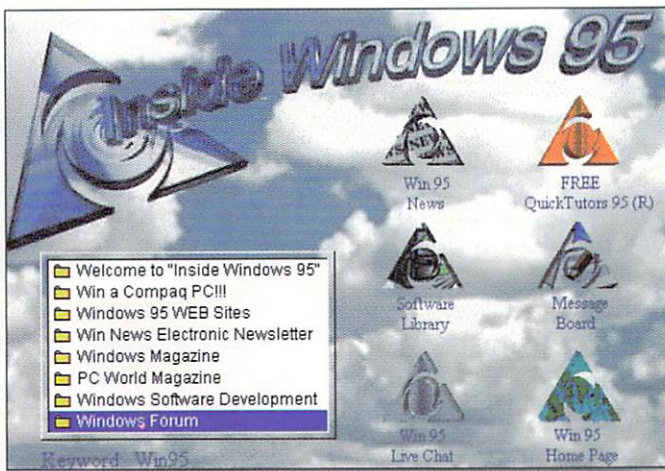 Inside Windows 95
Win 95
News
FREE
QuickTutors 95 (R)
Software
Library
Message
Board
Win 95
Live Chat
Win 95
Home Page
Welcome to "Inside Windows 95"
Win a Compaq PC!!!
Windows 95 WEB Sites
Win News Electronic Newsletter
Windows Magazine
PC World Magazine
Windows Software Development
Windows Forum
Keyword: Win95